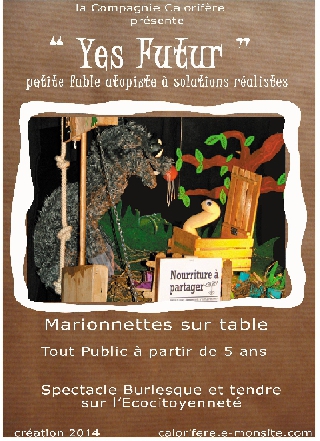 la Compagnie Calorifère
présente
“ Yes Futur ”
petite fable utopiste à solutions réalistes
Nourriture à
partager
Marionnettes sur table
Tout Public à partir de 5 ans
Spectacle Burlesque et tendre
sur l'Ecocitoyenneté
création 2014
calorifere.e-monsite.com